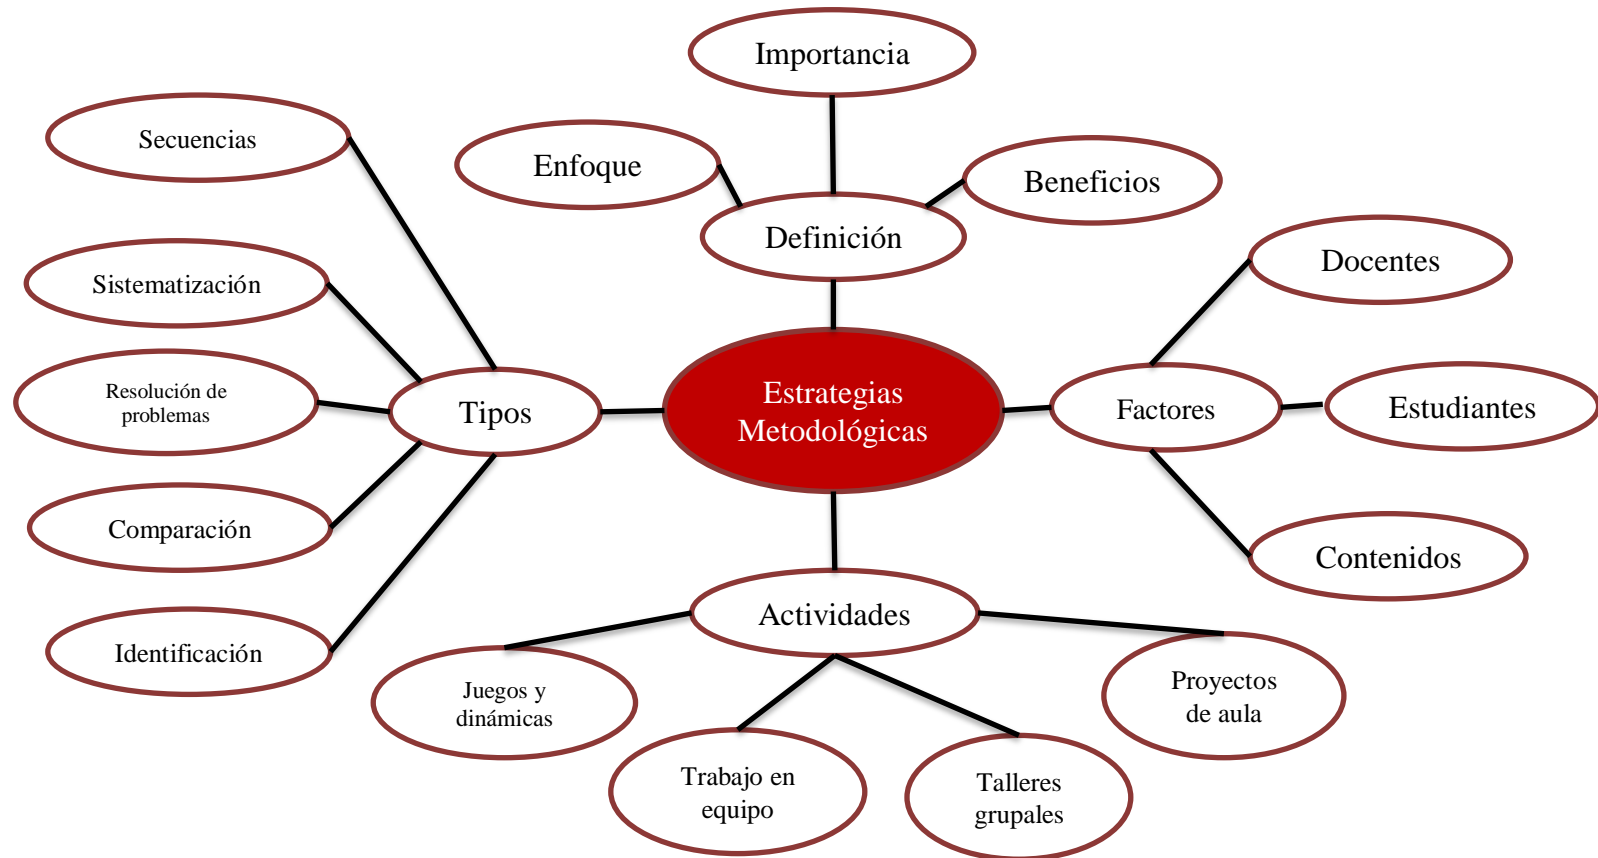 Importancia
Enfoque
Beneficios
Definición
Secuencias
Sistematización
Resolución de
problemas
Tipos
Comparación
Identificación
Estrategias
Metodológicas
Docentes
Factores
Estudiantes
Contenidos
Actividades
Juegos y
dinámicas
Trabajo en
equipo
Talleres
grupales
Proyectos
de aula